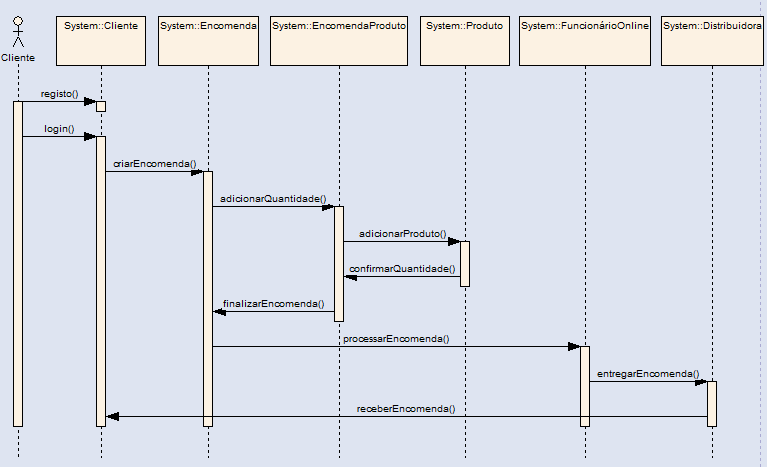 System::Cliente
System::Encomenda
System::EncomendaProduto
System::Produto
System::FuncionárioOnline
System::Distribuidora
Cliente
registo()
login()
criarEncomenda()
adicionarQuantidade()
adicionarProduto()
confirmarQuantidade()
finalizarEncomenda()
processarEncomenda()
entregarEncomenda()
receberEncomenda()